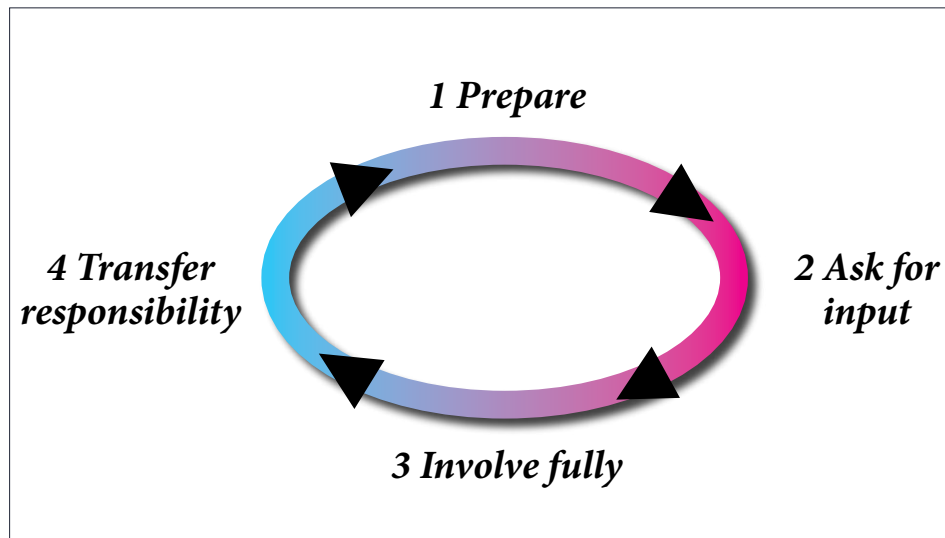 1 Prepare
2 Ask for
input
3 Involve fully
4 Transfer
responsibility